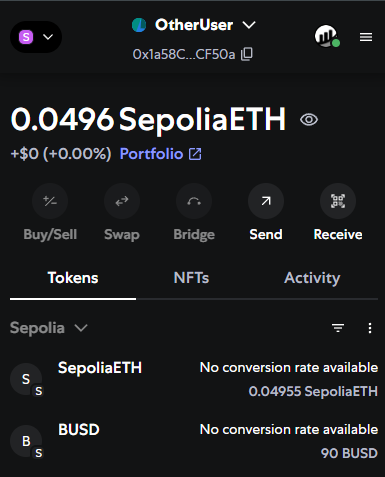 S
OtherUser
0x1a58C...CF50a
0.0496 SepoliaETH
+$0 (+0.00%) Portfolio
Buy/Sell Swap Bridge Send Receive
Tokens NFTs Activity
Sepolia
S S SepoliaETH No conversion rate available
0.04955 SepoliaETH
B S BUSD No conversion rate available
90 BUSD